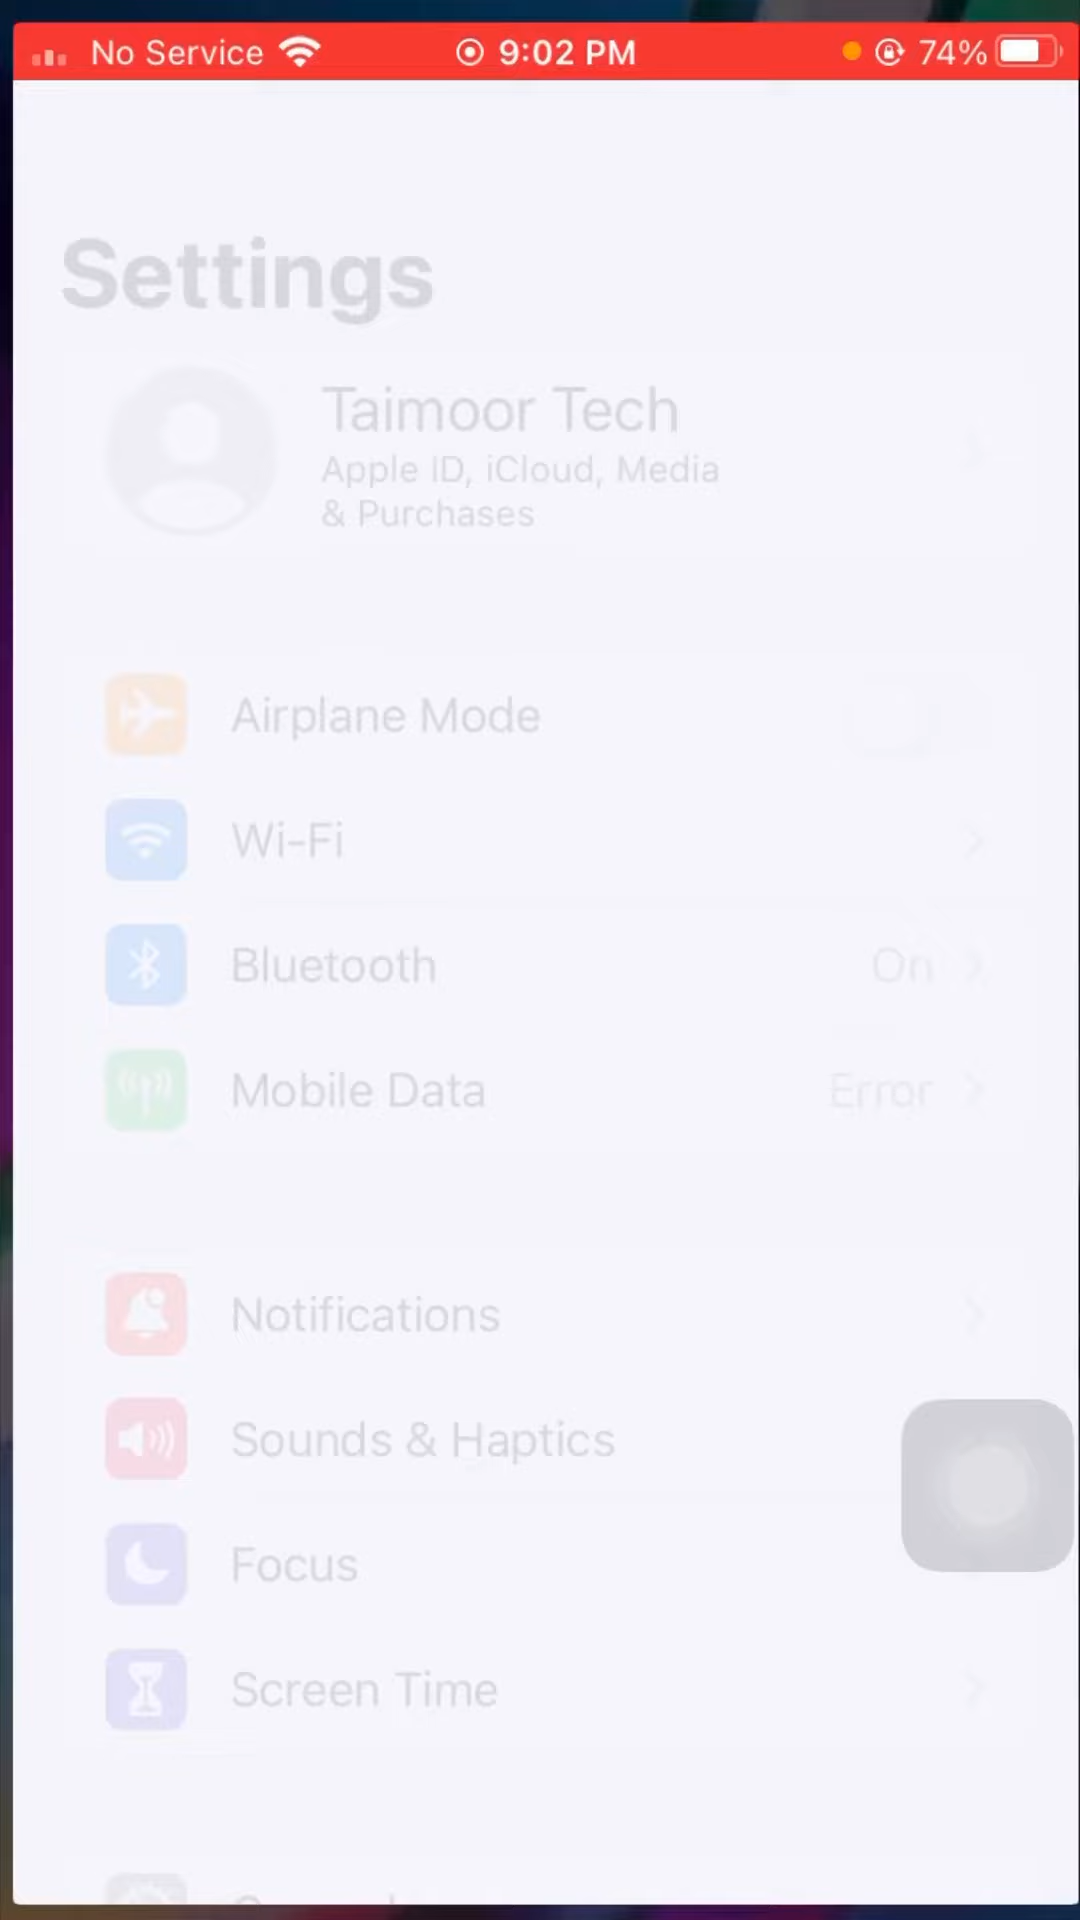 No Service 9:02 PM 74%
Settings
Taimoor Tech
Apple ID, iCloud, Media
& Purchases
Airplane Mode
Wi-Fi
Bluetooth On
Mobile Data Error
Notifications
Sounds & Haptics
Focus
Screen Time